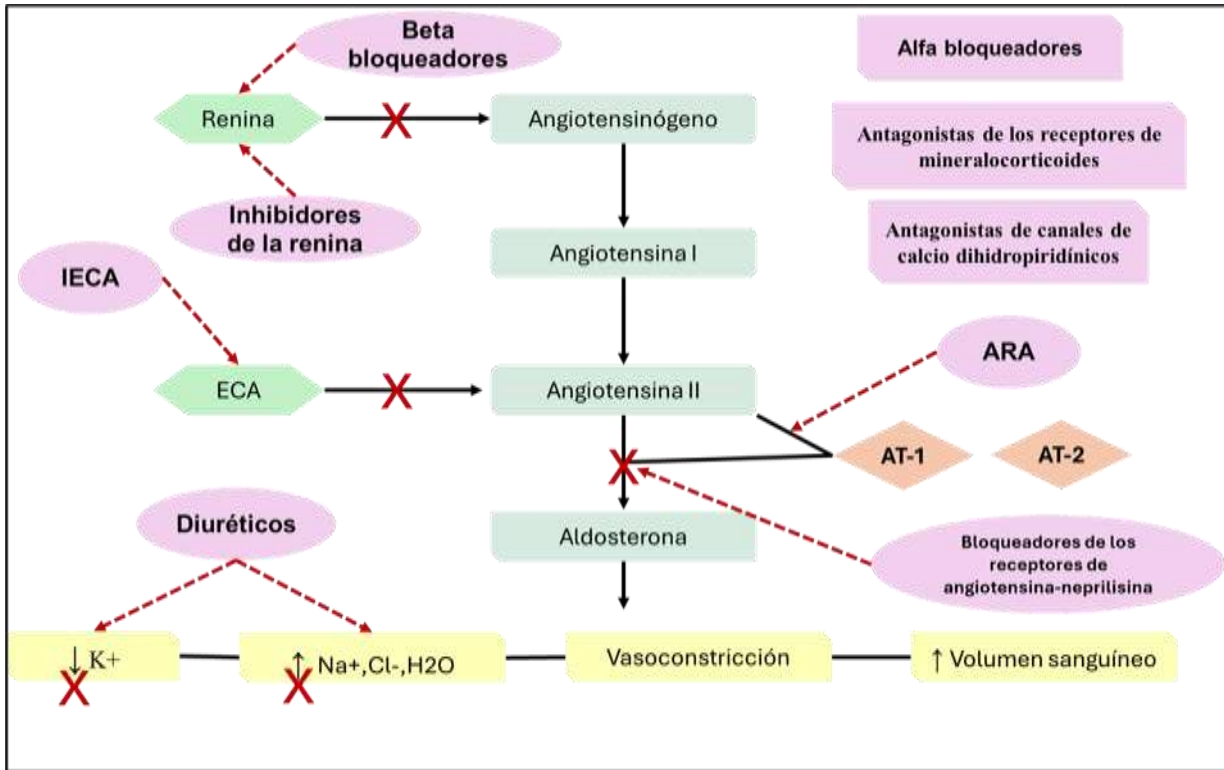 Beta
bloqueadores
Alfa bloqueadores
Renina
Angiotensinógeno
Antagonistas de los receptores de
mineralocorticoides
Inhibidores
de la renina
Antagonistas de canales de
calcio dihidropiridínicos
Angiotensina I
IECA
ARA
ECA
Angiotensina II
AT-1
AT-2
Diuréticos
Aldosterona
Bloqueadores de los
receptores de
angiotensina-neprilisina
↓ K+
X
↑ Na+,Cl-,H2O
X
Vasoconstricción
↑ Volumen sanguíneo